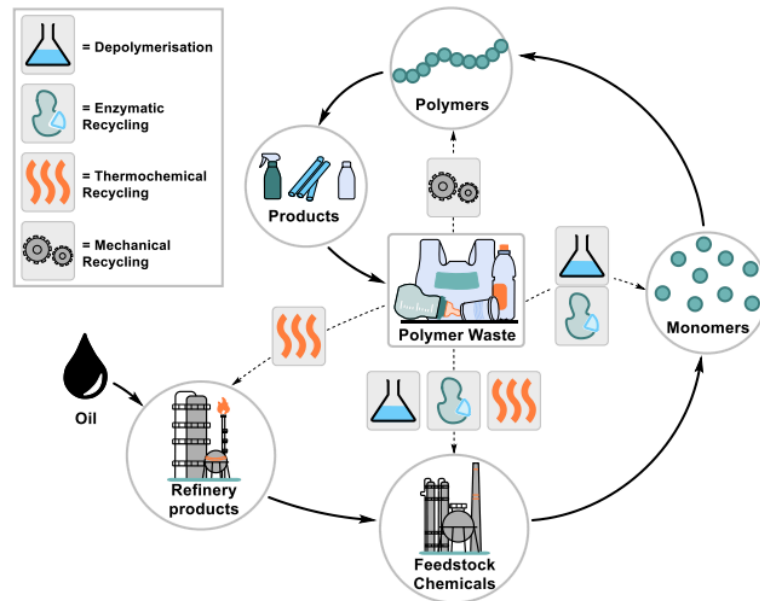 = Depolymerisation
= Enzymatic
Recycling
= Thermochemical
Recycling
= Mechanical
Recycling
Polymers
Products
Polymer Waste
Monomers
Oil
Refinery
products
Feedstock
Chemicals